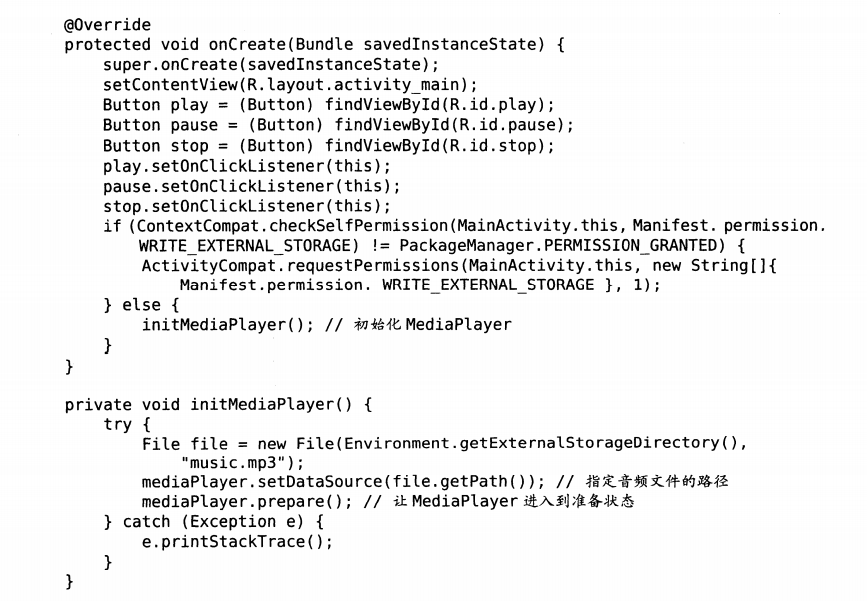 @Override
protected void onCreate(Bundle savedInstanceState) {
    super.onCreate(savedInstanceState);
    setContentView(R.layout.activity_main);
    Button play = (Button) findViewById(R.id.play);
    Button pause = (Button) findViewById(R.id.pause);
    Button stop = (Button) findViewById(R.id.stop);
    play.setOnClickListener(this);
    pause.setOnClickListener(this);
    stop.setOnClickListener(this);
    if (ContextCompat.checkSelfPermission(MainActivity.this, Manifest. permission.
        WRITE_EXTERNAL_STORAGE) != PackageManager.PERMISSION_GRANTED) {
        ActivityCompat.requestPermissions(MainActivity.this, new String[]{
            Manifest.permission. WRITE_EXTERNAL_STORAGE }, 1);
    } else {
        initMediaPlayer(); // 初始化 MediaPlayer
    }
}
private void initMediaPlayer() {
    try {
        File file = new File(Environment.getExternalStorageDirectory(),
            "music.mp3");
        mediaPlayer.setDataSource(file.getPath()); // 指定音频文件的路径
        mediaPlayer.prepare(); // 让 MediaPlayer 进入到准备状态
    } catch (Exception e) {
        e.printStackTrace();
    }
}